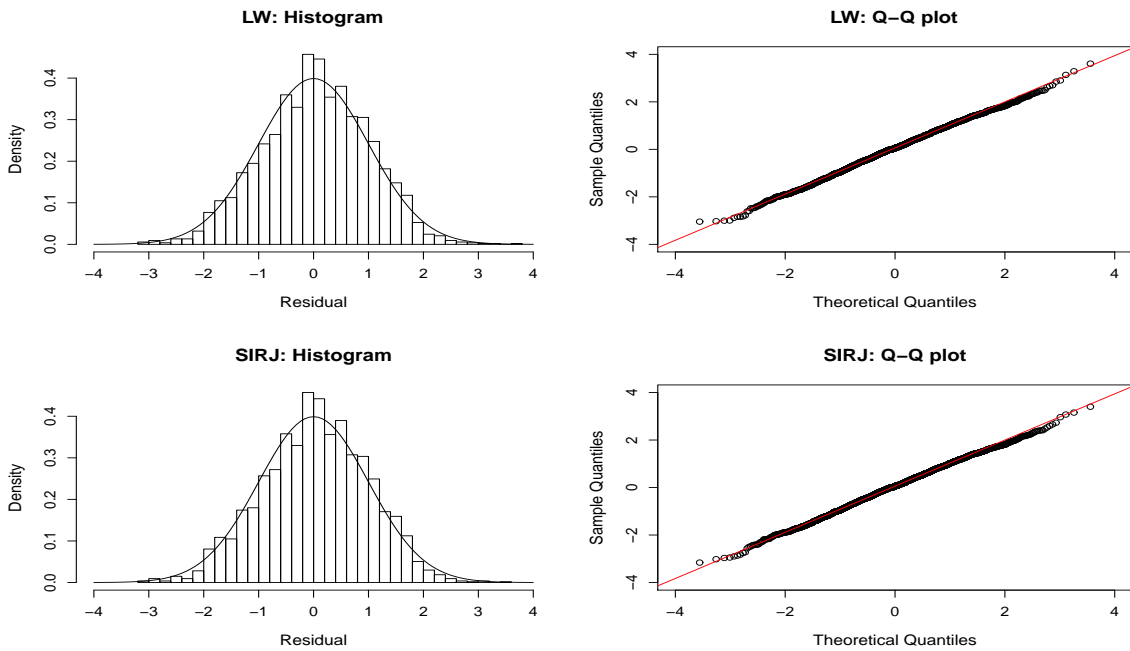 LW: Histogram
Density
0.0 0.1 0.2 0.3 0.4
−4 −3 −2 −1 0 1 2 3 4
Residual
LW: Q−Q plot
Sample Quantiles
−4 −2 0 2 4
−4 −2 0 2 4
Theoretical Quantiles
SIRJ: Histogram
Density
0.0 0.1 0.2 0.3 0.4
−4 −3 −2 −1 0 1 2 3 4
Residual
SIRJ: Q−Q plot
Sample Quantiles
−4 −2 0 2 4
−4 −2 0 2 4
Theoretical Quantiles